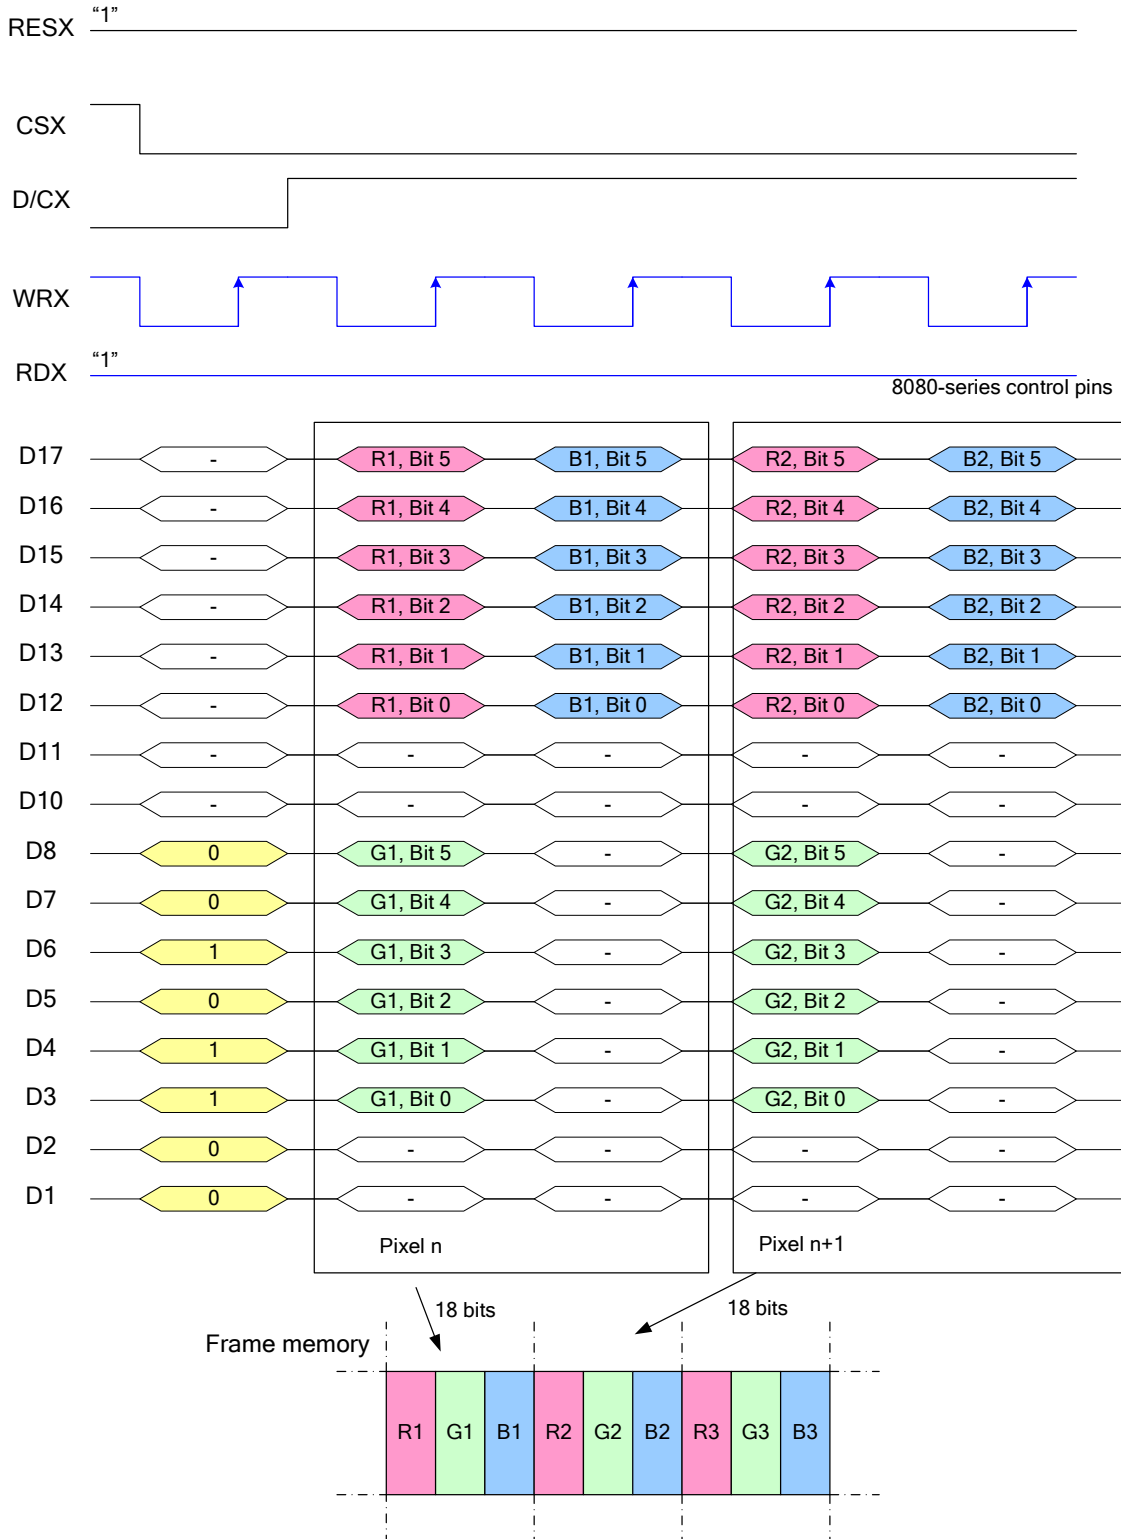 RESX “1”
CSX
D/CX
WRX
RDX “1”
8080-series control pins
D17 - R1, Bit 5 B1, Bit 5 R2, Bit 5 B2, Bit 5
D16 - R1, Bit 4 B1, Bit 4 R2, Bit 4 B2, Bit 4
D15 - R1, Bit 3 B1, Bit 3 R2, Bit 3 B2, Bit 3
D14 - R1, Bit 2 B1, Bit 2 R2, Bit 2 B2, Bit 2
D13 - R1, Bit 1 B1, Bit 1 R2, Bit 1 B2, Bit 1
D12 - R1, Bit 0 B1, Bit 0 R2, Bit 0 B2, Bit 0
D11 - - - - -
D10 - - - - -
D8 0 G1, Bit 5 - G2, Bit 5 -
D7 0 G1, Bit 4 - G2, Bit 4 -
D6 1 G1, Bit 3 - G2, Bit 3 -
D5 0 G1, Bit 2 - G2, Bit 2 -
D4 1 G1, Bit 1 - G2, Bit 1 -
D3 1 G1, Bit 0 - G2, Bit 0 -
D2 0 - - - -
D1 0 - - - -
Pixel n Pixel n+1
18 bits 18 bits
Frame memory
R1 G1 B1 R2 G2 B2 R3 G3 B3